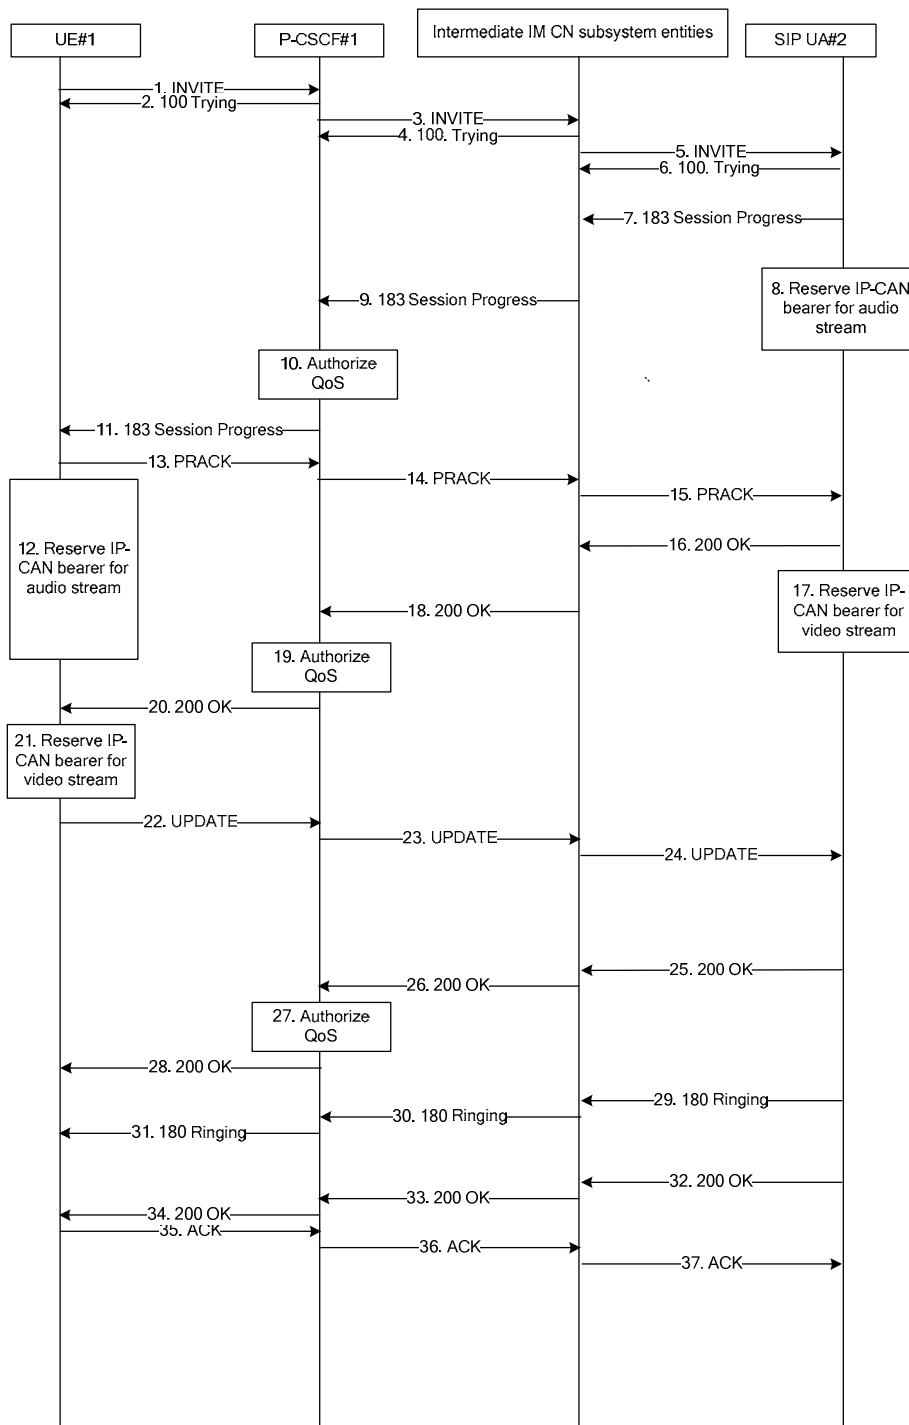 UE#1
P-CSCF#1
Intermediate IM CN subsystem entities
SIP UA#2
1. INVITE
2. 100 Trying
3. INVITE
4. 100. Trying
5. INVITE
6. 100. Trying
7. 183 Session Progress
8. Reserve IP-CAN
bearer for audio
stream
9. 183 Session Progress
10. Authorize
QoS
11. 183 Session Progress
13. PRACK
14. PRACK
15. PRACK
12. Reserve IP-
CAN bearer for
audio stream
16. 200 OK
17. Reserve IP-
CAN bearer for
video stream
18. 200 OK
19. Authorize
QoS
20. 200 OK
21. Reserve IP-
CAN bearer for
video stream
22. UPDATE
23. UPDATE
24. UPDATE
25. 200 OK
26. 200 OK
27. Authorize
QoS
28. 200 OK
29. 180 Ringing
30. 180 Ringing
31. 180 Ringing
32. 200 OK
33. 200 OK
34. 200 OK
35. ACK
36. ACK
37. ACK